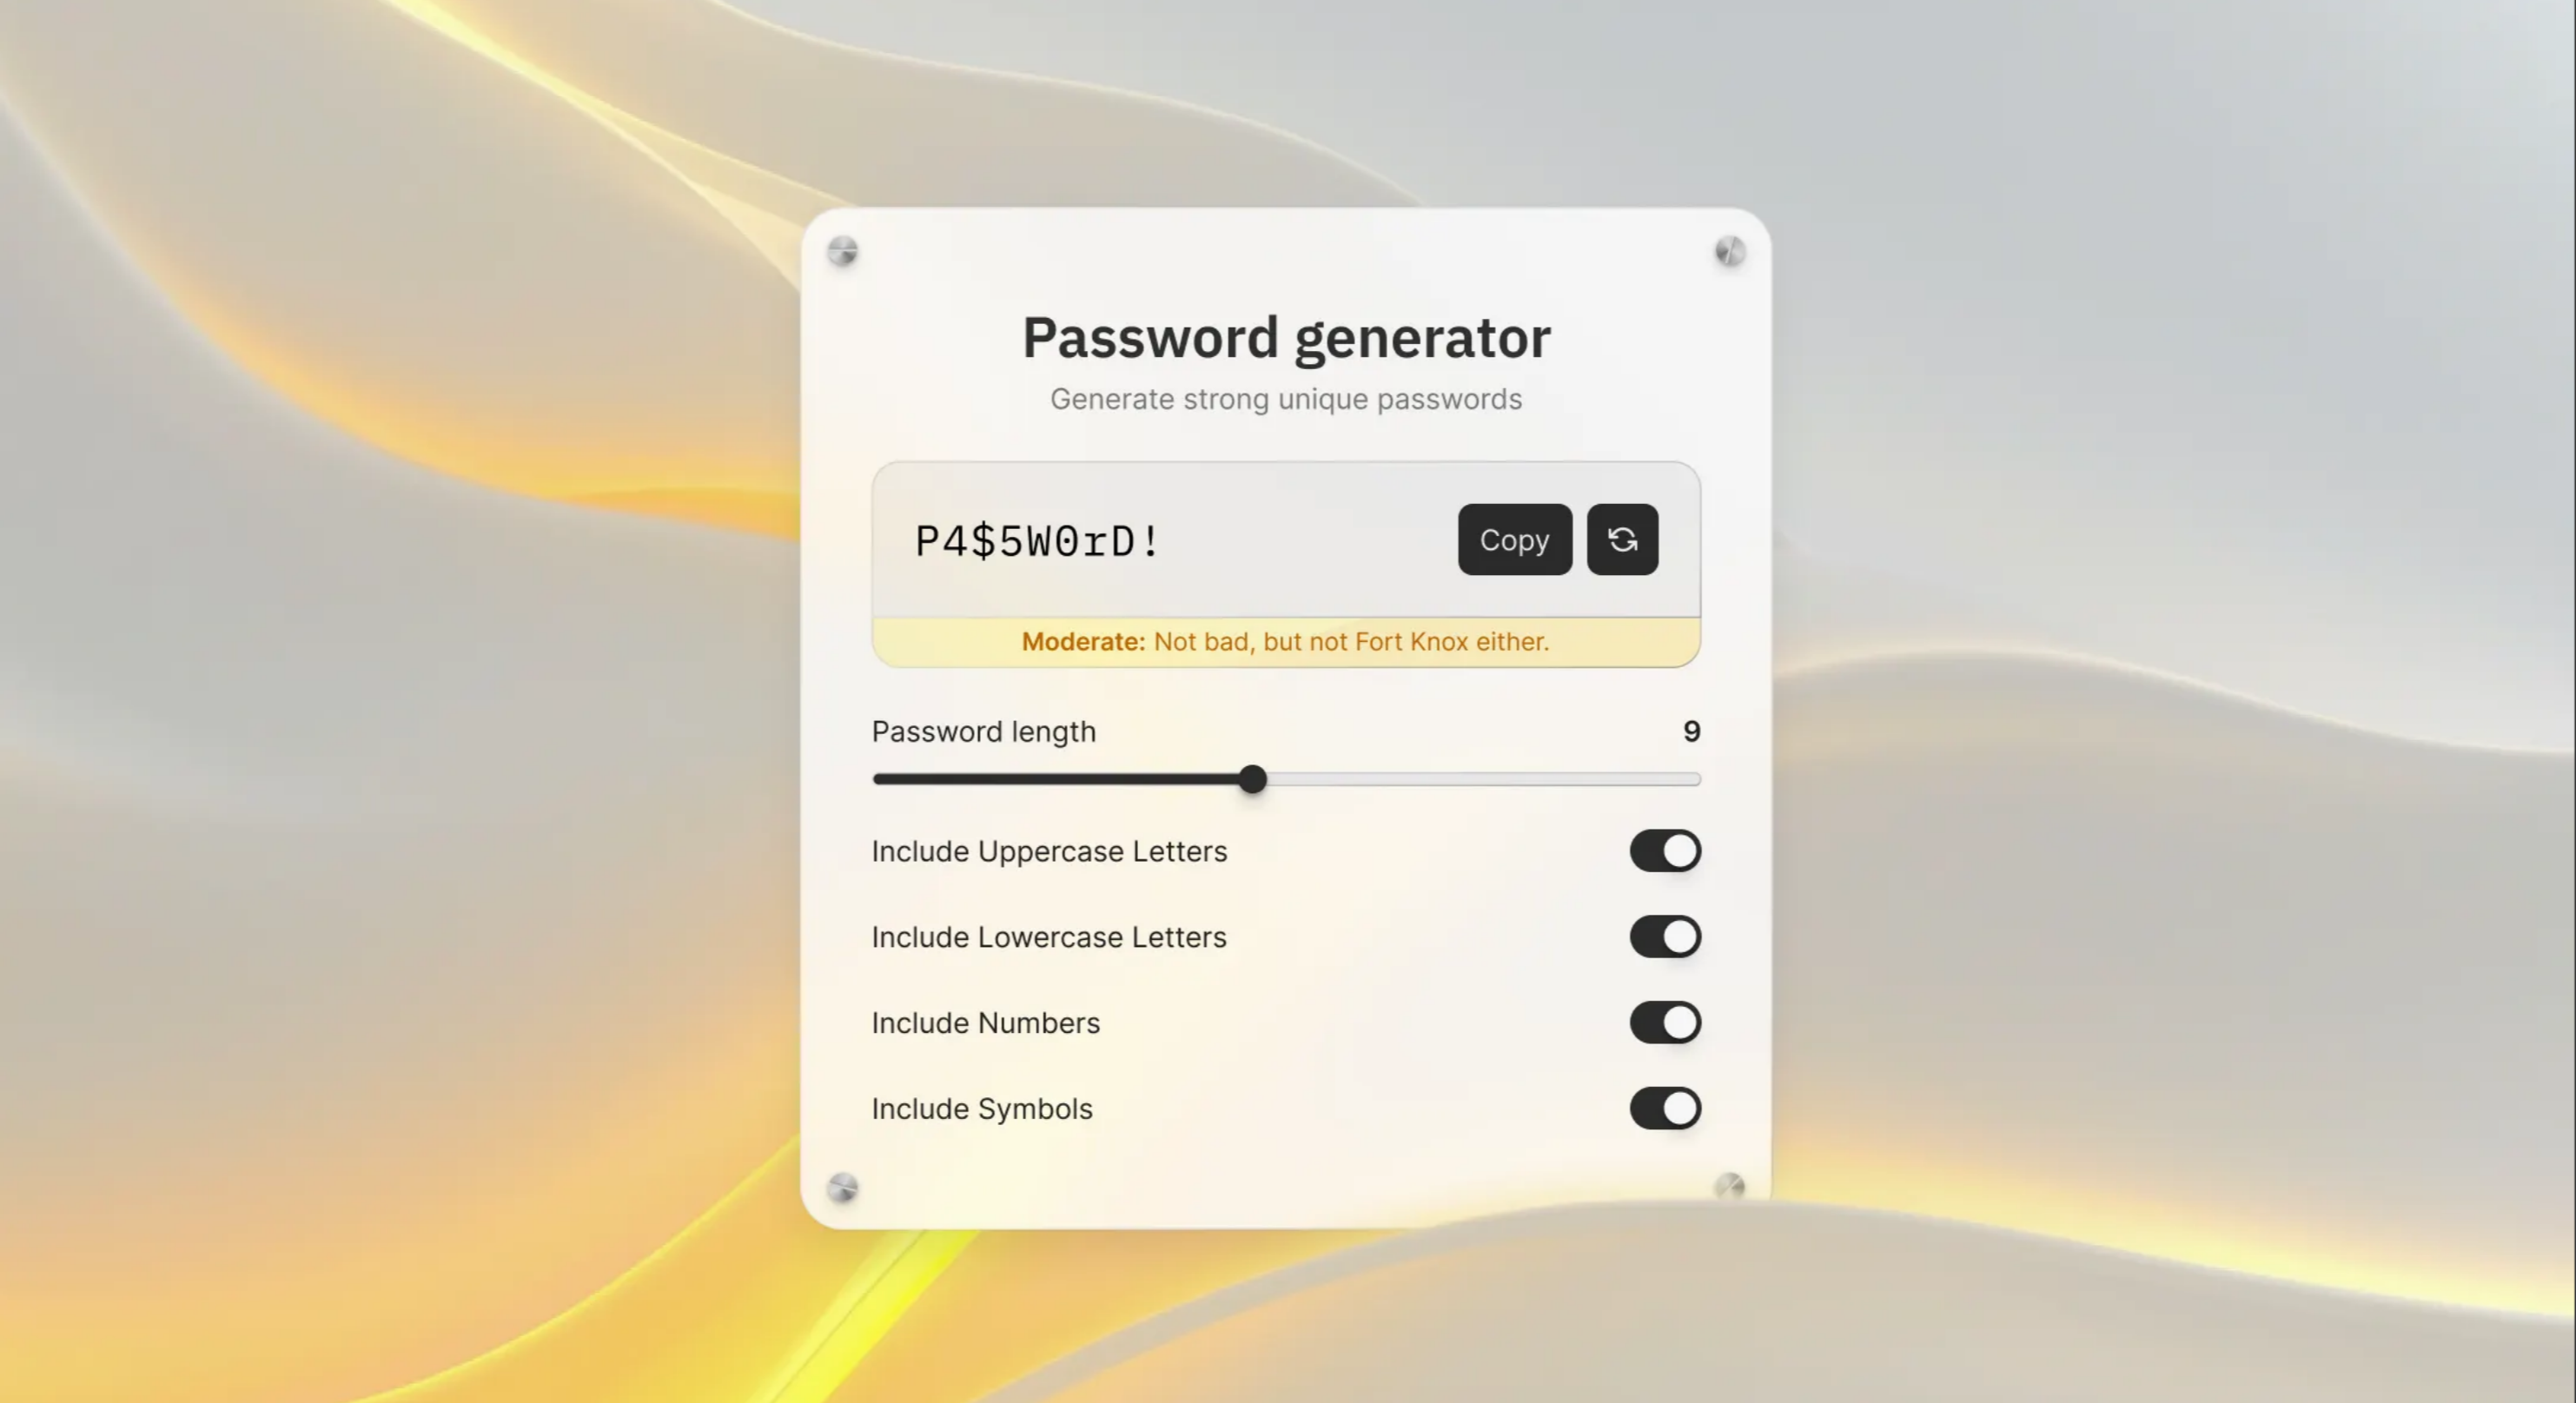 Password generator
Generate strong unique passwords
P4$5W0rD!
Copy
Moderate: Not bad, but not Fort Knox either.
Password length 9
Include Uppercase Letters
Include Lowercase Letters
Include Numbers
Include Symbols